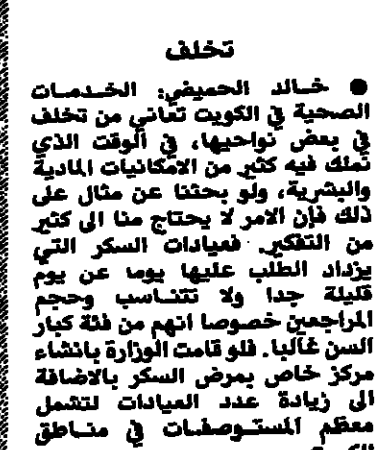 تخلف
● خالد الحميضي: الخدمات
الصحية في الكويت تعاني من تخلف
في بعض نواحيها، في الوقت الذي
تملك فيه كثير من الامكانيات المادية
والبشرية، ولو بحثنا عن مثال على
ذلك فإن الامر لا يحتاج منا الى كثير
من التفكير. فعيادات السكر التي
يزداد الطلب عليها يوما عن يوم
قليلة جدا ولا تتناسب وحجم
المراجعين خصوصا انهم من فئة كبار
السن غالبا. فلو قامت الوزارة بانشاء
مركز خاص بمرض السكر بالاضافة
الى زيادة عدد العيادات لتشمل
معظم المستوصفات في مناطق